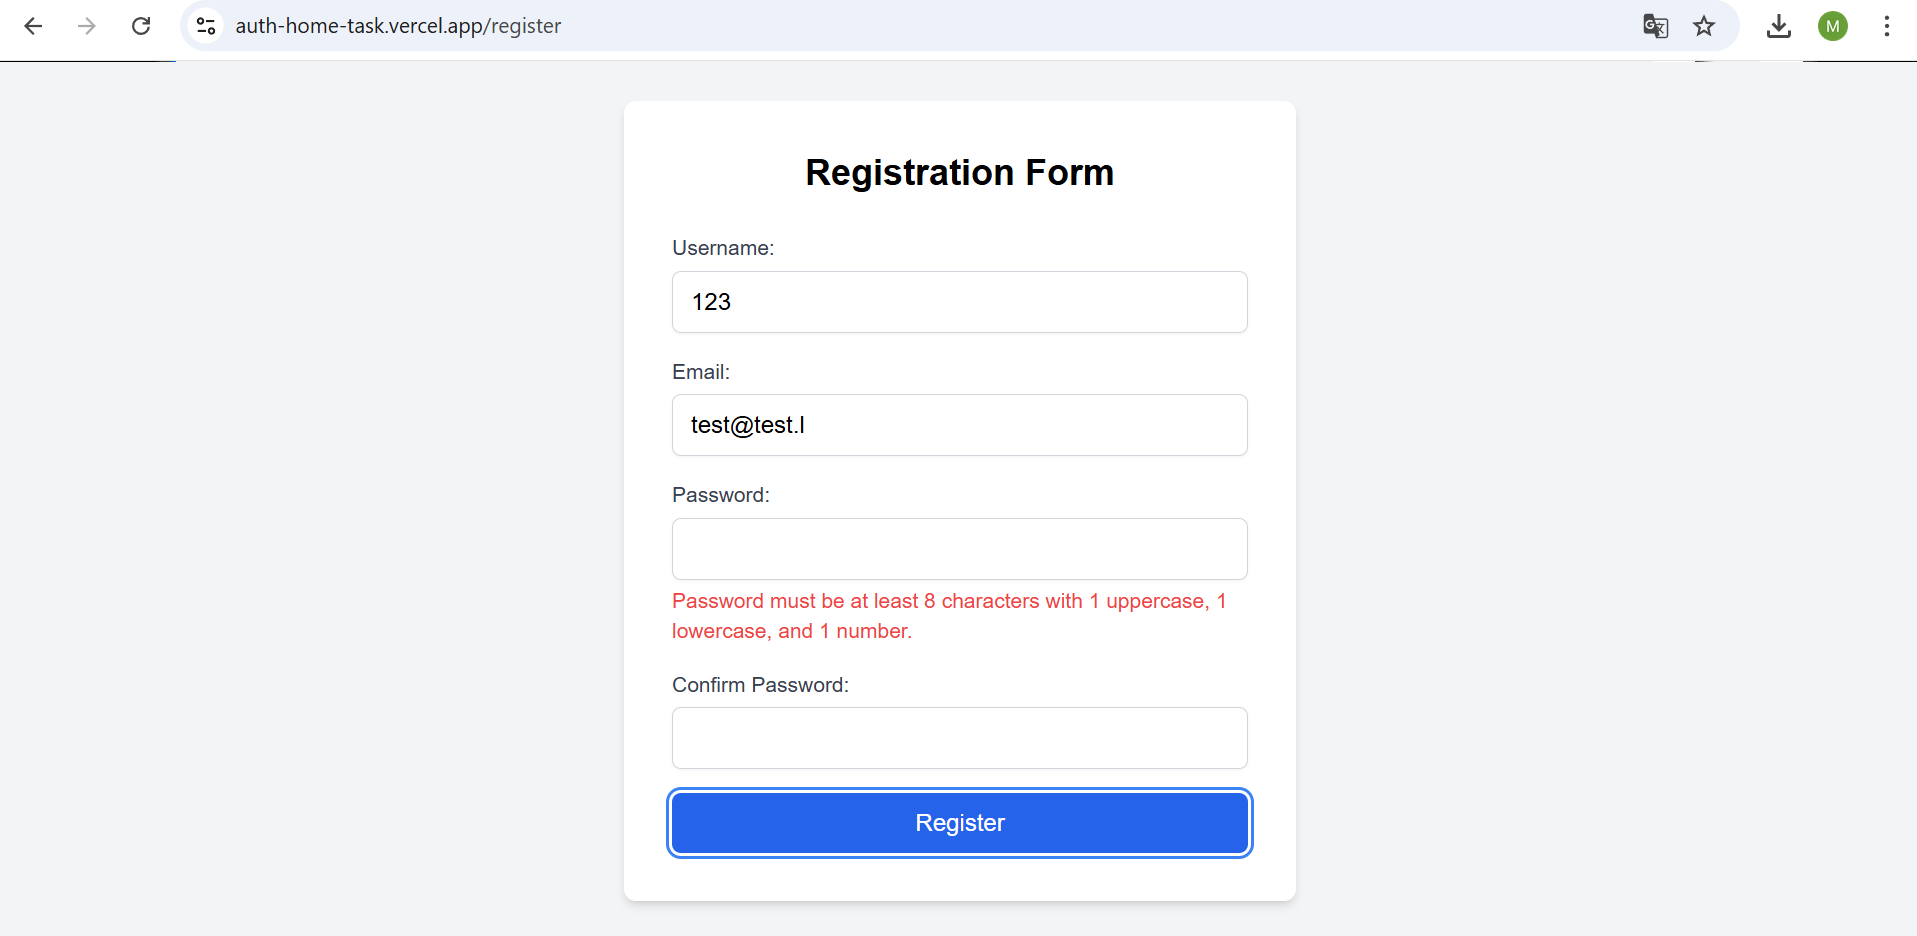 auth-home-task.vercel.app/register
M
Registration Form
Username:
123
Email:
test@test.l
Password:
Password must be at least 8 characters with 1 uppercase, 1
lowercase, and 1 number.
Confirm Password:
Register